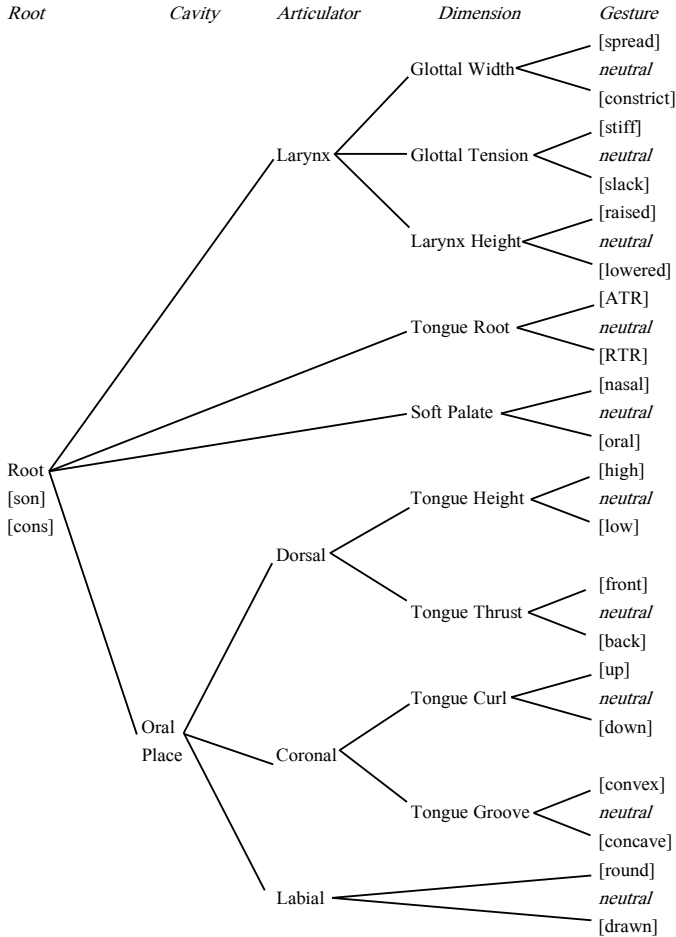 Root Cavity Articulator Dimension Gesture
[spread]
Glottal Width neutral
[constrict]
[stiff]
Larynx Glottal Tension neutral
[slack]
[raised]
Larynx Height neutral
[lowered]
[ATR]
Tongue Root neutral
[RTR]
[nasal]
Soft Palate neutral
[oral]
Root Tongue Height [high]
[son] neutral
[cons] [low]
Dorsal
[front]
Tongue Thrust neutral
[back]
[up]
Tongue Curl neutral
Oral [down]
Place Coronal
[convex]
Tongue Groove neutral
[concave]
[round]
Labial neutral
[drawn]